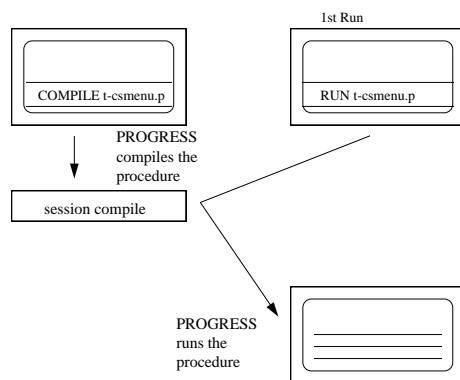 1st Run
COMPILE t-csmenu.p
RUN t-csmenu.p
PROGRESS
compiles the
procedure
session compile
PROGRESS
runs the
procedure